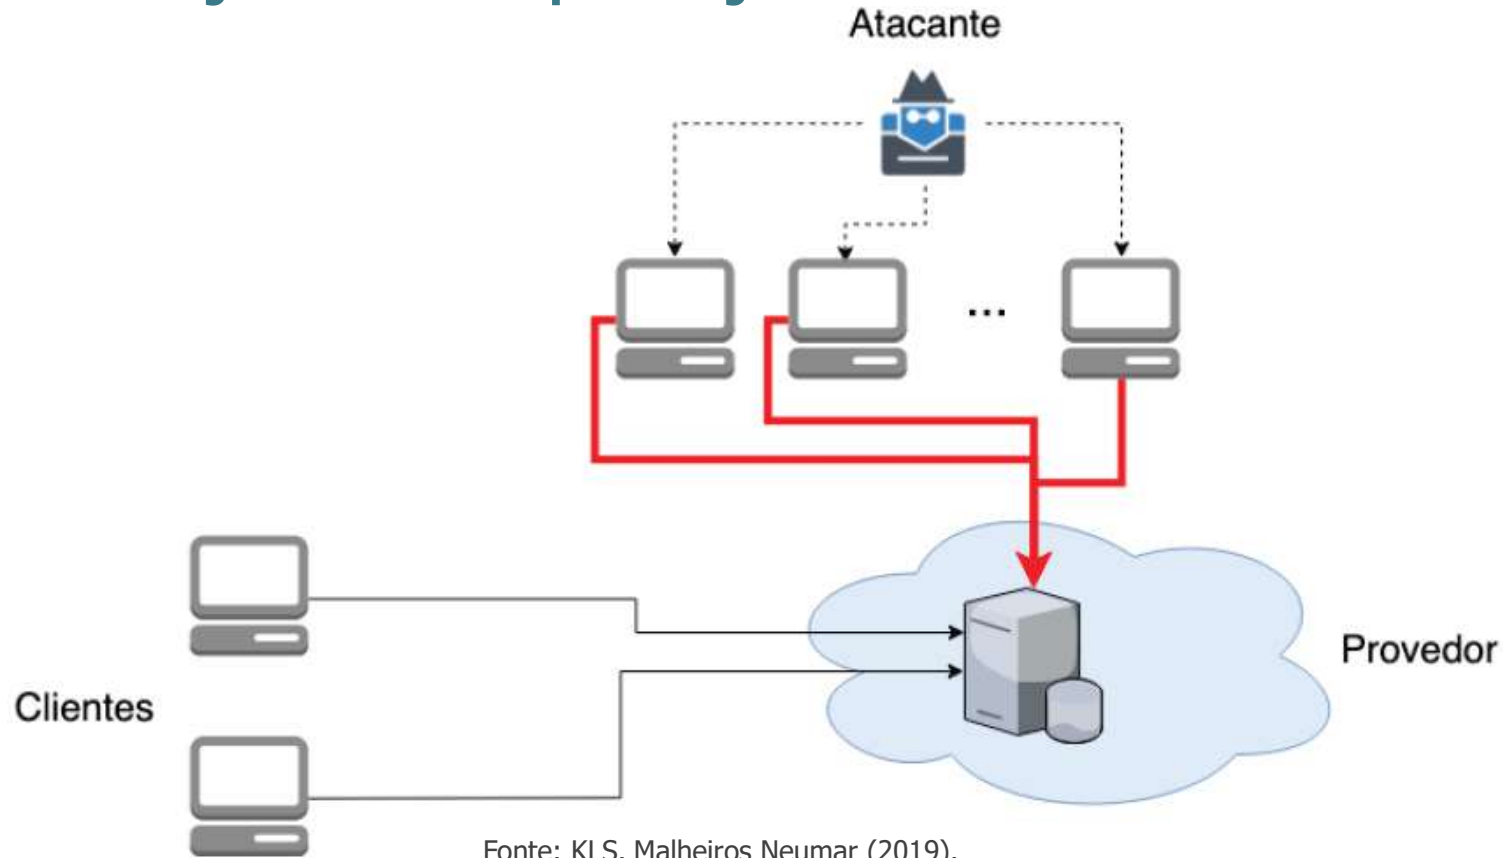 Atacante
...
Provedor
Clientes
Fonte: KLS, Malheiros Neumar (2019).